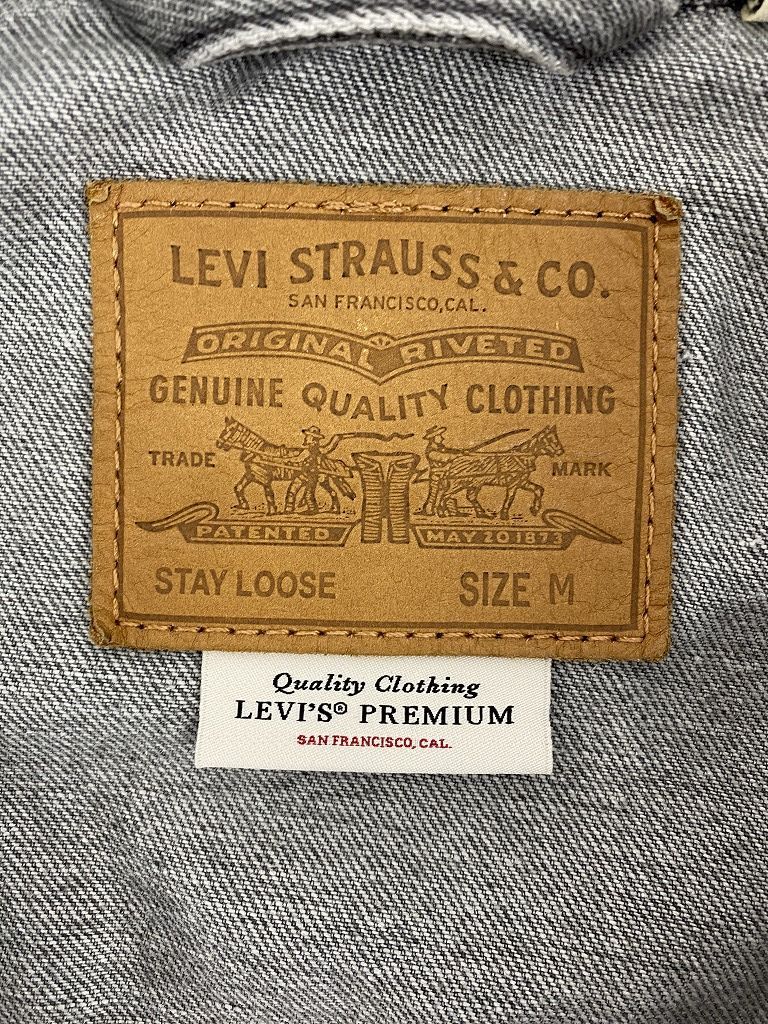 LEVI STRAUSS & CO.
SAN FRANCISCO, CAL.
ORIGINAL RIVETED
GENUINE QUALITY CLOTHING
TRADE MARK
PATENTED MAY 20 1873
STAY LOOSE SIZE M
Quality Clothing
LEVI'S® PREMIUM
SAN FRANCISCO, CAL.